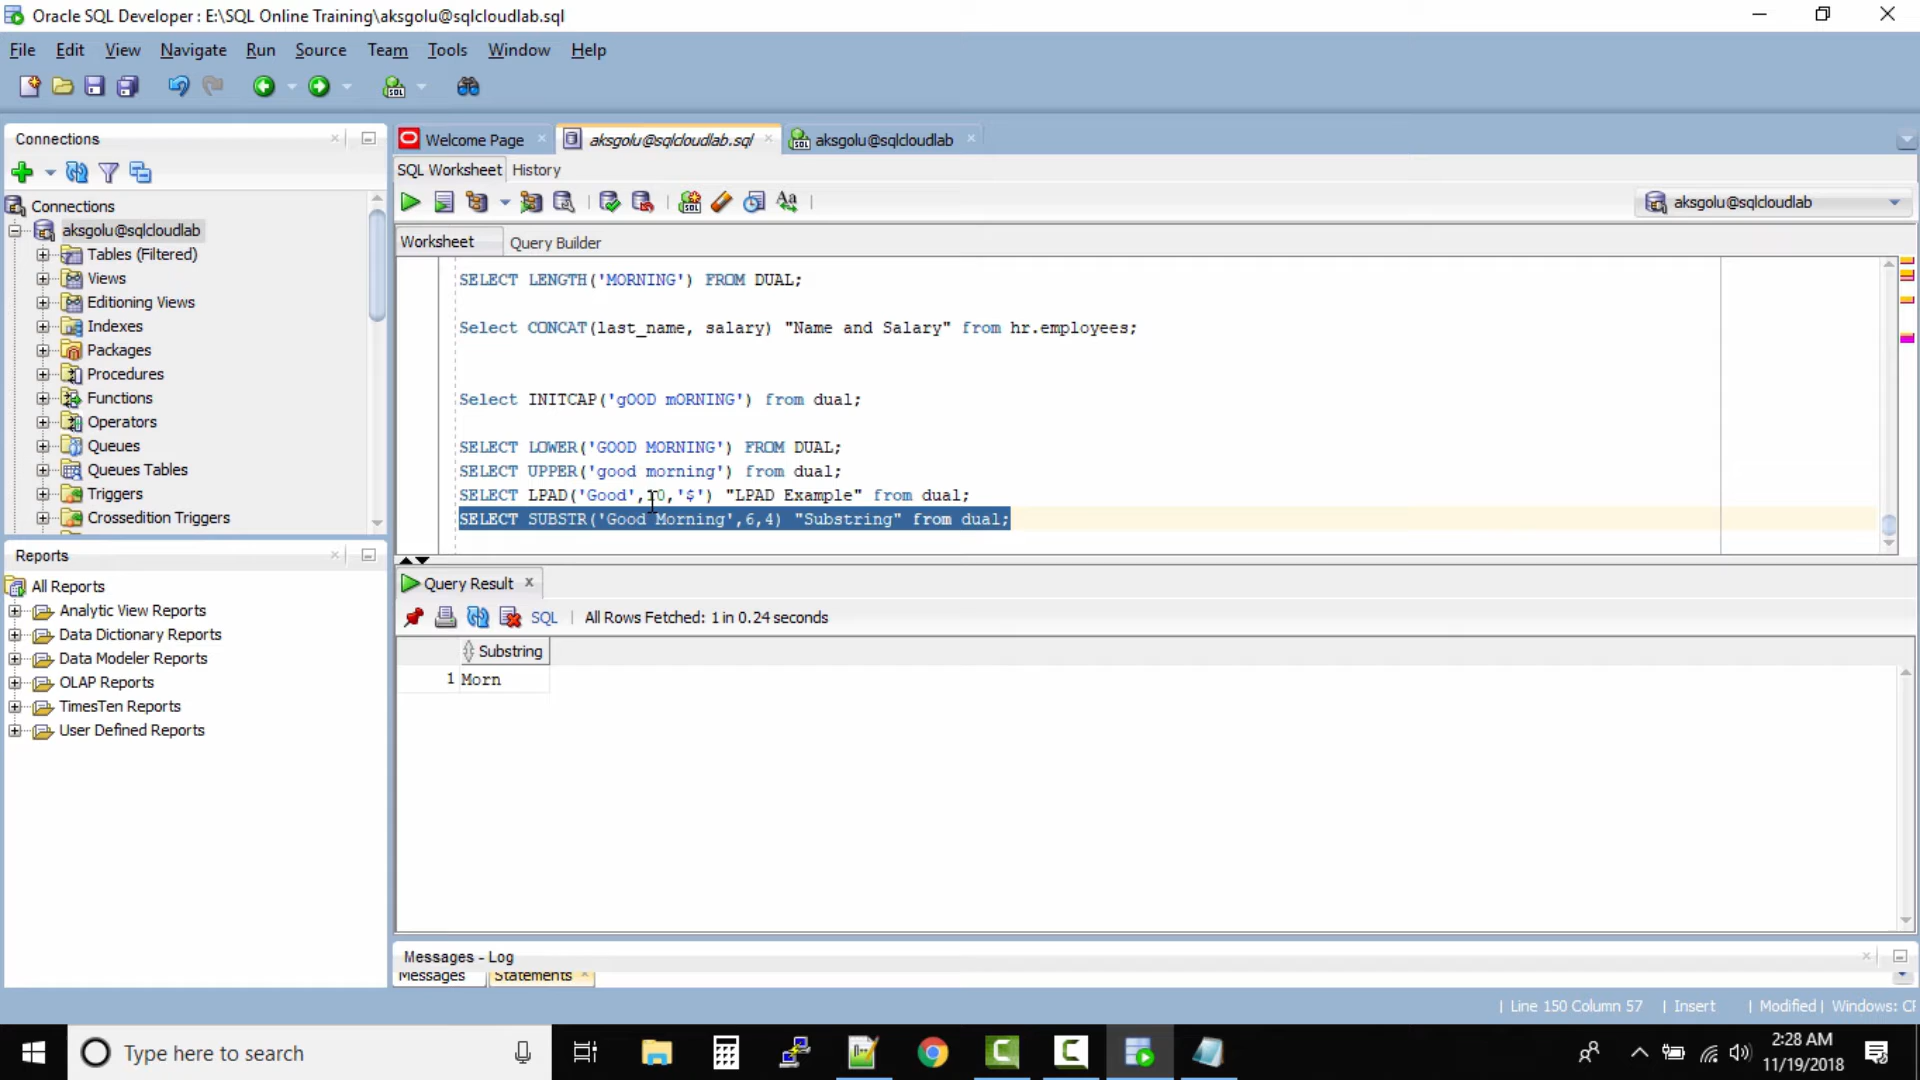 Oracle SQL Developer : E:\SQL Online Training\aksgolu@sqlcloudlab.sql
File Edit View Navigate Run Source Team Tools Window Help
Connections
Connections
aksgolu@sqlcloudlab
Tables (Filtered)
Views
Editioning Views
Indexes
Packages
Procedures
Functions
Operators
Queues
Queues Tables
Triggers
Crossedition Triggers
Reports
All Reports
Analytic View Reports
Data Dictionary Reports
Data Modeler Reports
OLAP Reports
TimesTen Reports
User Defined Reports
Welcome Page aksgolu@sqlcloudlab.sql aksgolu@sqlcloudlab
SQL Worksheet History
aksgolu@sqlcloudlab
Worksheet Query Builder
SELECT LENGTH('MORNING') FROM DUAL;
Select CONCAT(last_name, salary) "Name and Salary" from hr.employees;
Select INITCAP('gOOD mORNING') from dual;
SELECT LOWER('GOOD MORNING') FROM DUAL;
SELECT UPPER('good morning') from dual;
SELECT LPAD('Good',10,'$') "LPAD Example" from dual;
SELECT SUBSTR('Good Morning',6,4) "Substring" from dual;
Query Result
SQL All Rows Fetched: 1 in 0.24 seconds
Substring
1 Morn
Messages - Log
Messages Statements
Line 150 Column 57 Insert Modified Windows: CF
Type here to search
2:28 AM
11/19/2018